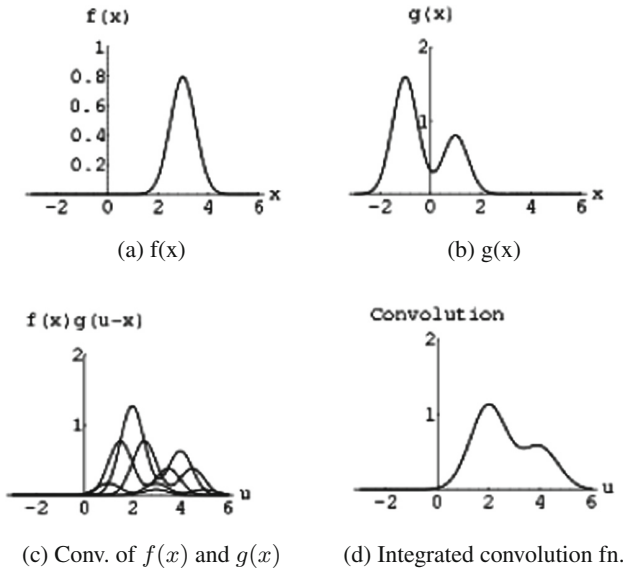 f(x)
1
0.8
0.6
0.4
0.2
-2 0 2 4 6 x
(a) f(x)
g(x)
2
1
-2 0 2 4 6 x
(b) g(x)
f(x)g(u-x)
2
1
-2 0 2 4 6 u
(c) Conv. of f(x) and g(x)
Convolution
2
1
-2 0 2 4 6 u
(d) Integrated convolution fn.